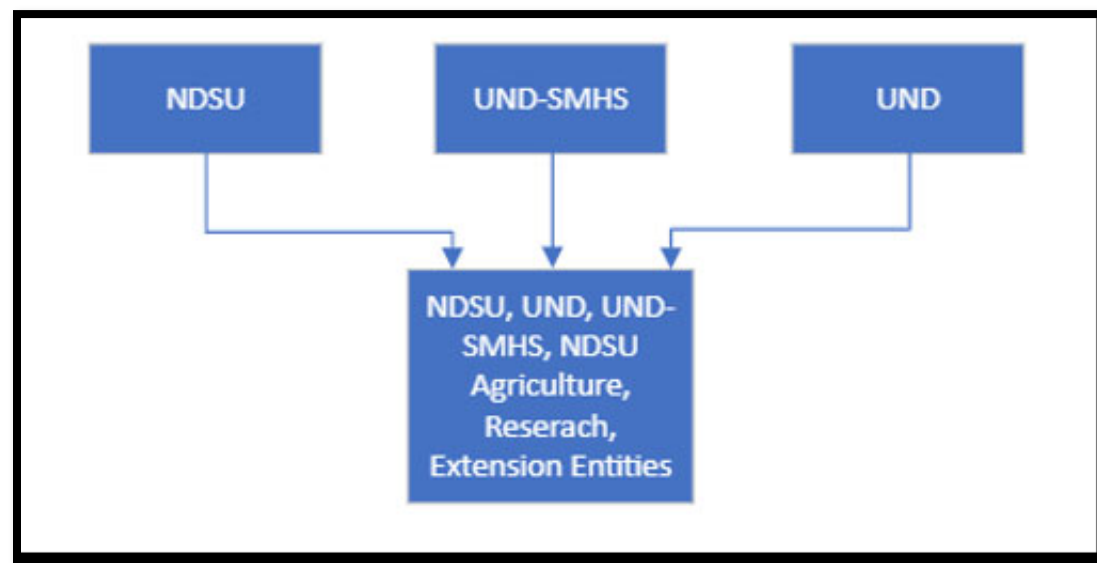 NDSU
UND-SMHS
UND
NDSU, UND, UND-
SMHS, NDSU
Agriculture,
Reserach,
Extension Entities